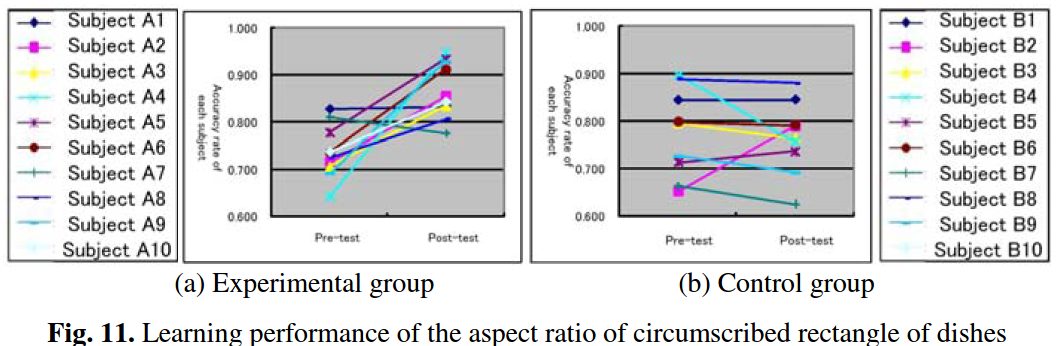 Subject A1
Subject A2
Subject A3
Subject A4
Subject A5
Subject A6
Subject A7
Subject A8
Subject A9
Subject A10
Accuracy rate of
each subject
1.000
0.900
0.800
0.700
0.600
Pre-test Post-test
Accuracy rate of
each subject
1.000
0.900
0.800
0.700
0.600
Pre-test Post-test
Subject B1
Subject B2
Subject B3
Subject B4
Subject B5
Subject B6
Subject B7
Subject B8
Subject B9
Subject B10
(a) Experimental group
(b) Control group
Fig. 11. Learning performance of the aspect ratio of circumscribed rectangle of dishes